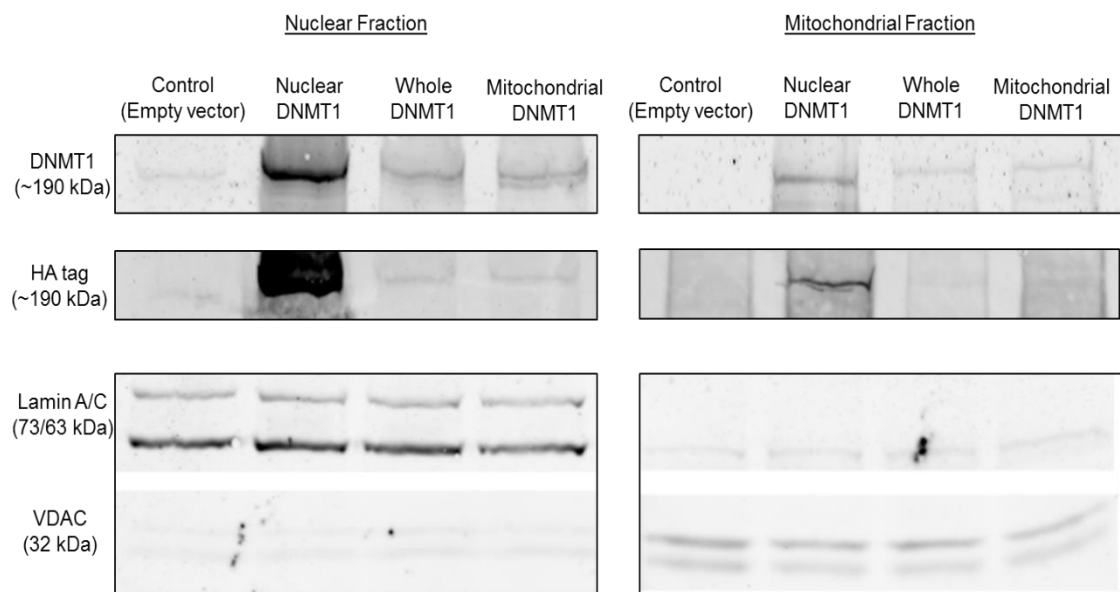 Nuclear Fraction
Mitochondrial Fraction
Control
(Empty vector)
Nuclear
DNMT1
Whole
DNMT1
Mitochondrial
DNMT1
Control
(Empty vector)
Nuclear
DNMT1
Whole
DNMT1
Mitochondrial
DNMT1
DNMT1
(~190 kDa)
HA tag
(~190 kDa)
Lamin A/C
(73/63 kDa)
VDAC
(32 kDa)